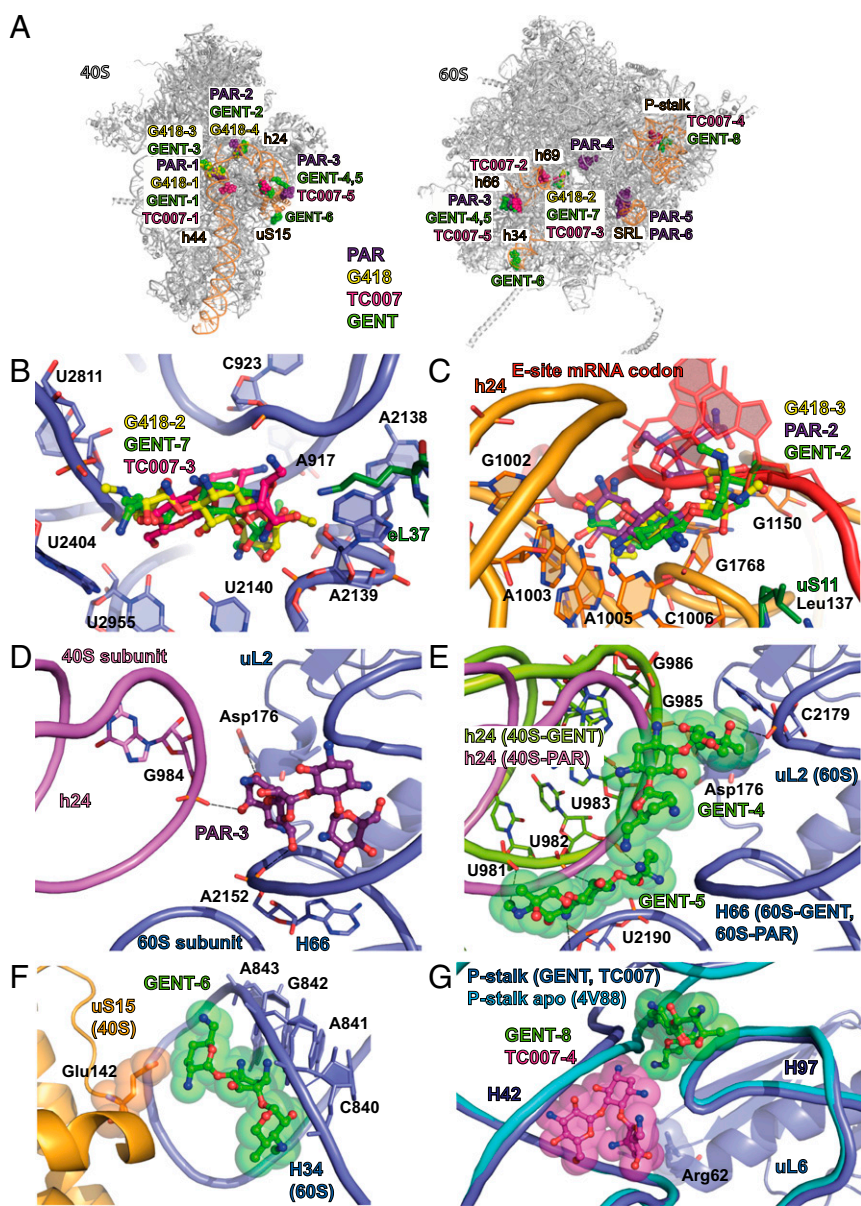 A
40S
PAR-2
GENT-2
G418-4
h24
G418-3
GENT-3
PAR-1
G418-1
GENT-1
TC007-1
h44
PAR-3
GENT-4,5
TC007-5
GENT-6
uS15
PAR
G418
TC007
GENT
60S
P-stalk
TC007-4
GENT-8
PAR-4
h69
TC007-2
h66
PAR-3
GENT-4,5
TC007-5
G418-2
GENT-7
TC007-3
h34
SRL
PAR-5
PAR-6
GENT-6
B
U2811
C923
G418-2
GENT-7
TC007-3
A2138
A917
eL37
U2404
U2140
A2139
U2955
C
E-site mRNA codon
h24
G418-3
PAR-2
GENT-2
G1002
G1150
G1768
uS11
A1003
Leu137
A1005
C1006
D
40S subunit
uL2
Asp176
G984
h24
PAR-3
A2152
60S subunit
H66
E
G986
G985
C2179
h24 (40S-GENT)
h24 (40S-PAR)
uL2 (60S)
Asp176
U983
GENT-4
U982
U981
GENT-5
H66 (60S-GENT,
60S-PAR)
U2190
F
GENT-6
A843
G842
uS15
(40S)
A841
Glu142
C840
H34
(60S)
G
P-stalk (GENT, TC007)
P-stalk apo (4V88)
GENT-8
TC007-4
H97
H42
Arg62
uL6